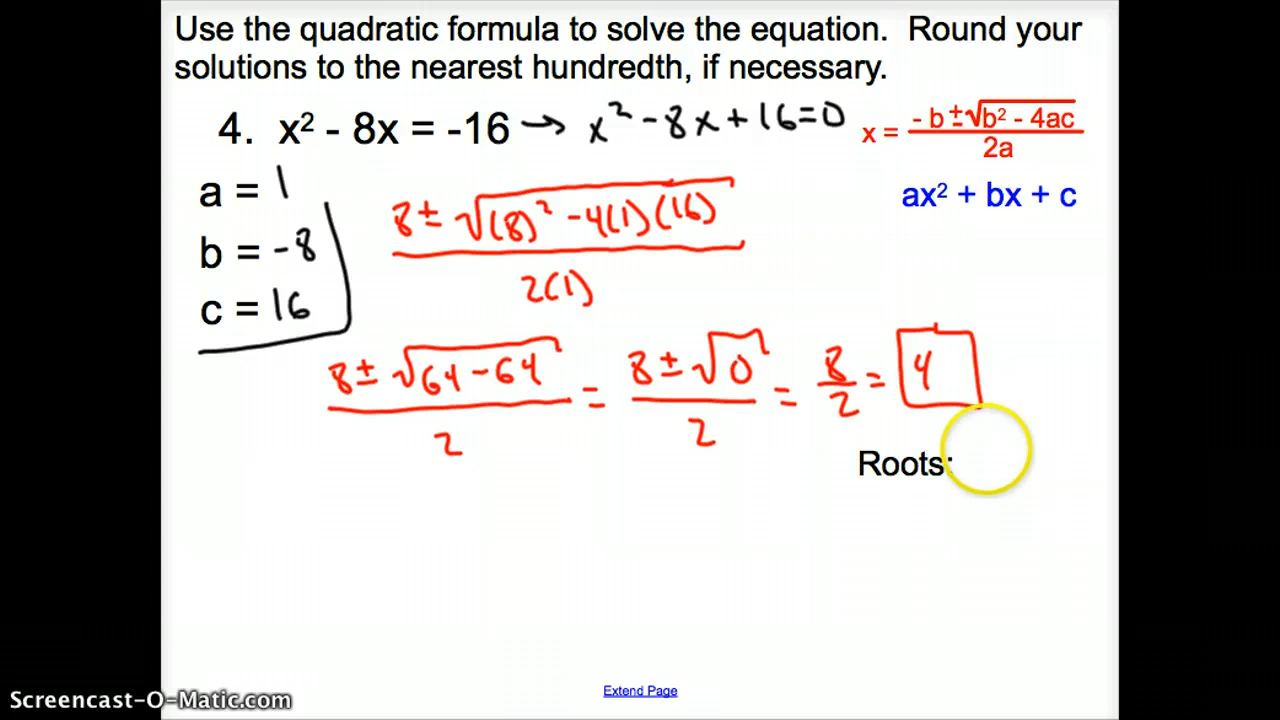 Use the quadratic formula to solve the equation. Round your
solutions to the nearest hundredth, if necessary.
4. x² - 8x = -16 → x² - 8x + 16 = 0
x = (- b ± √(b² - 4ac)) / 2a
ax² + bx + c
a = 1
b = -8
c = 16
(8 ± √((8)² - 4(1)(16))) / 2(1)
(8 ± √(64 - 64)) / 2 = (8 ± √0) / 2 = 8/2 = 4
Roots:
Extend Page
Screencast-O-Matic.com